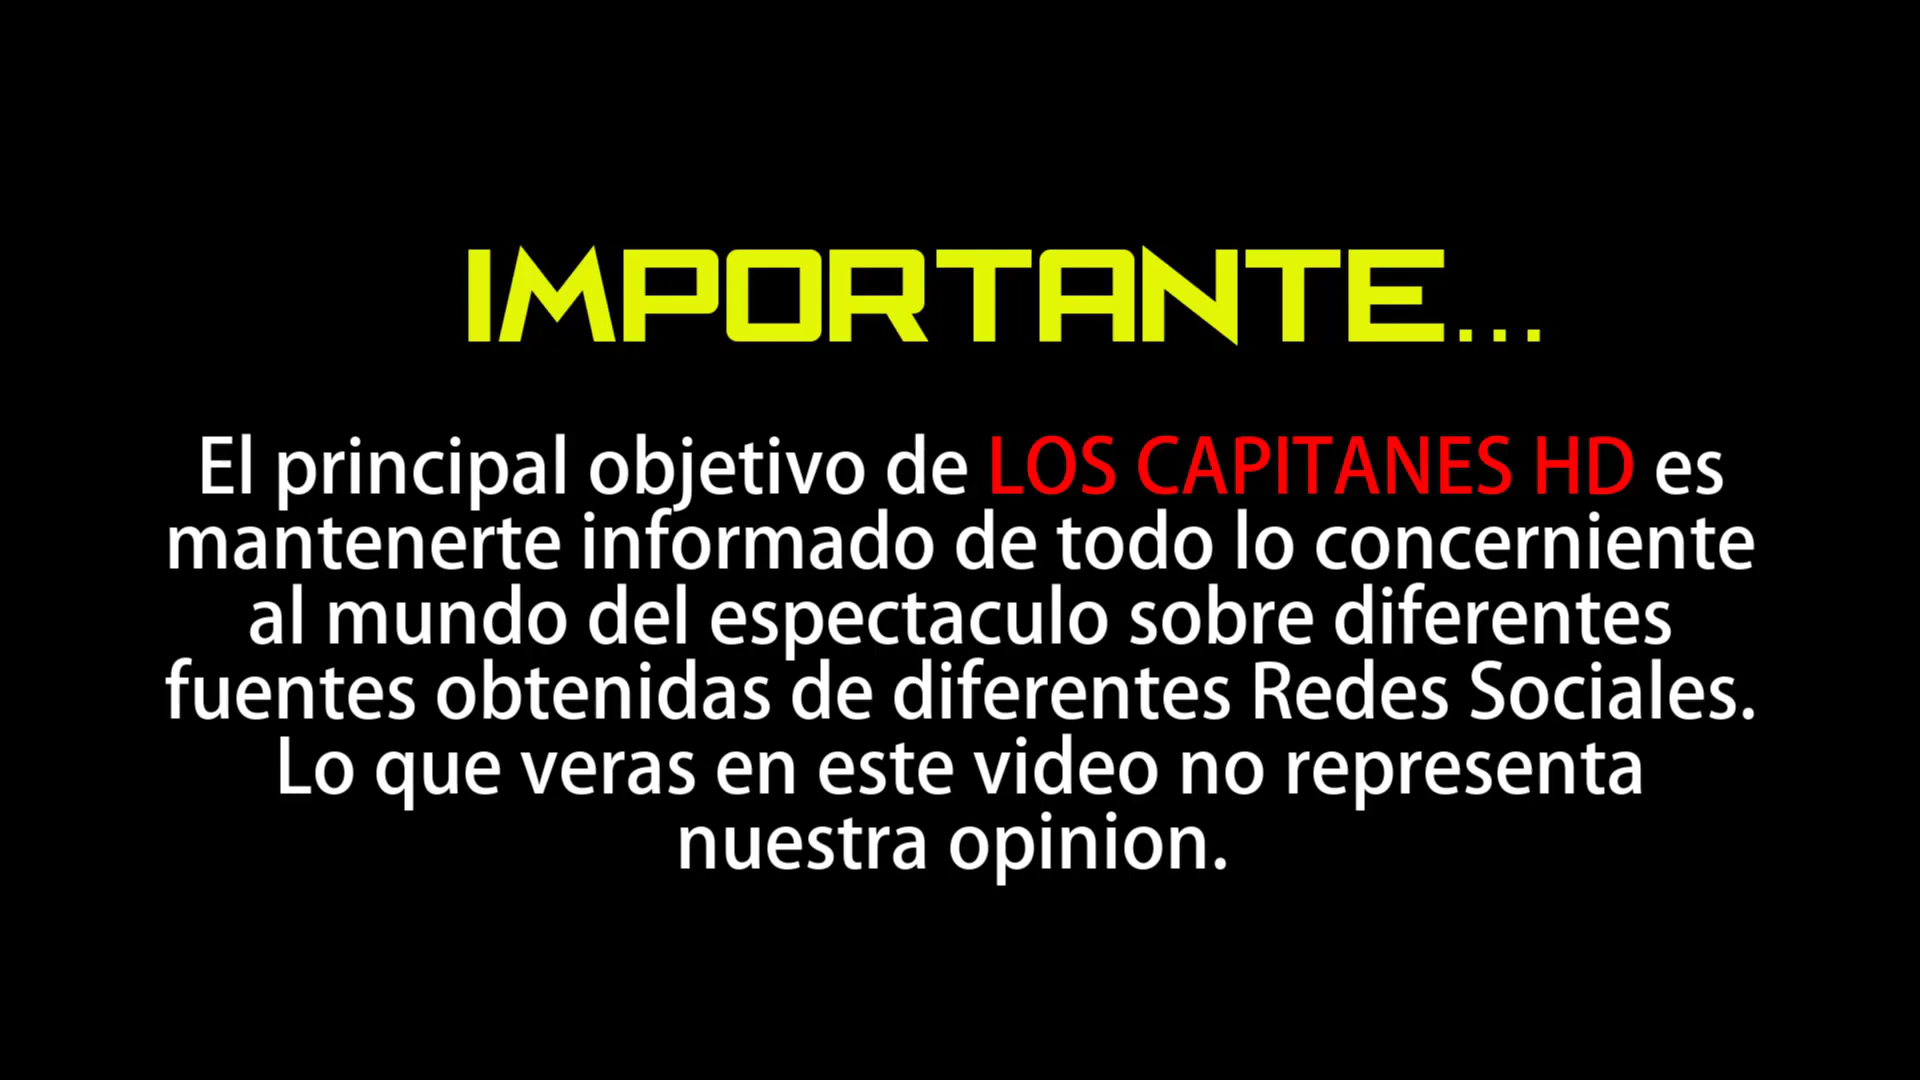 IMPORTANTE...
El principal objetivo de LOS CAPITANES HD es
mantenerte informado de todo lo concerniente
al mundo del espectaculo sobre diferentes
fuentes obtenidas de diferentes Redes Sociales.
Lo que veras en este video no representa
nuestra opinion.